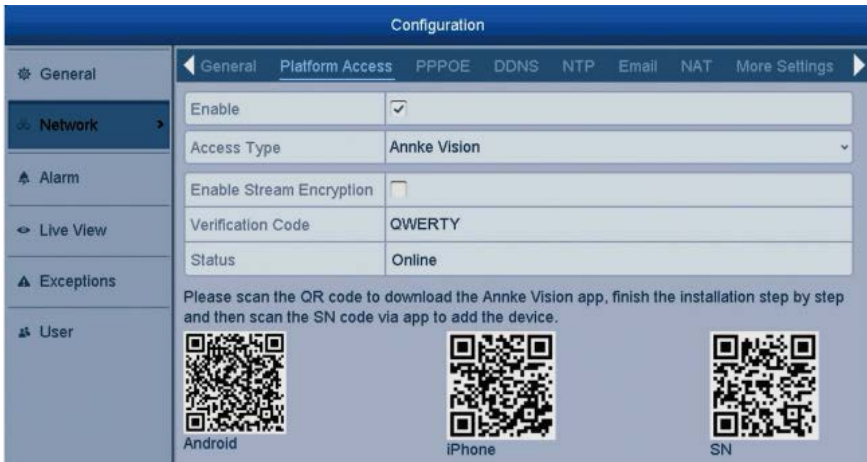 Configuration
General
Network
Alarm
Live View
Exceptions
User
General Platform Access PPPOE DDNS NTP Email NAT More Settings
Enable
Access Type Annke Vision
Enable Stream Encryption
Verification Code QWERTY
Status Online
Please scan the QR code to download the Annke Vision app, finish the installation step by step
and then scan the SN code via app to add the device.
Android iPhone SN